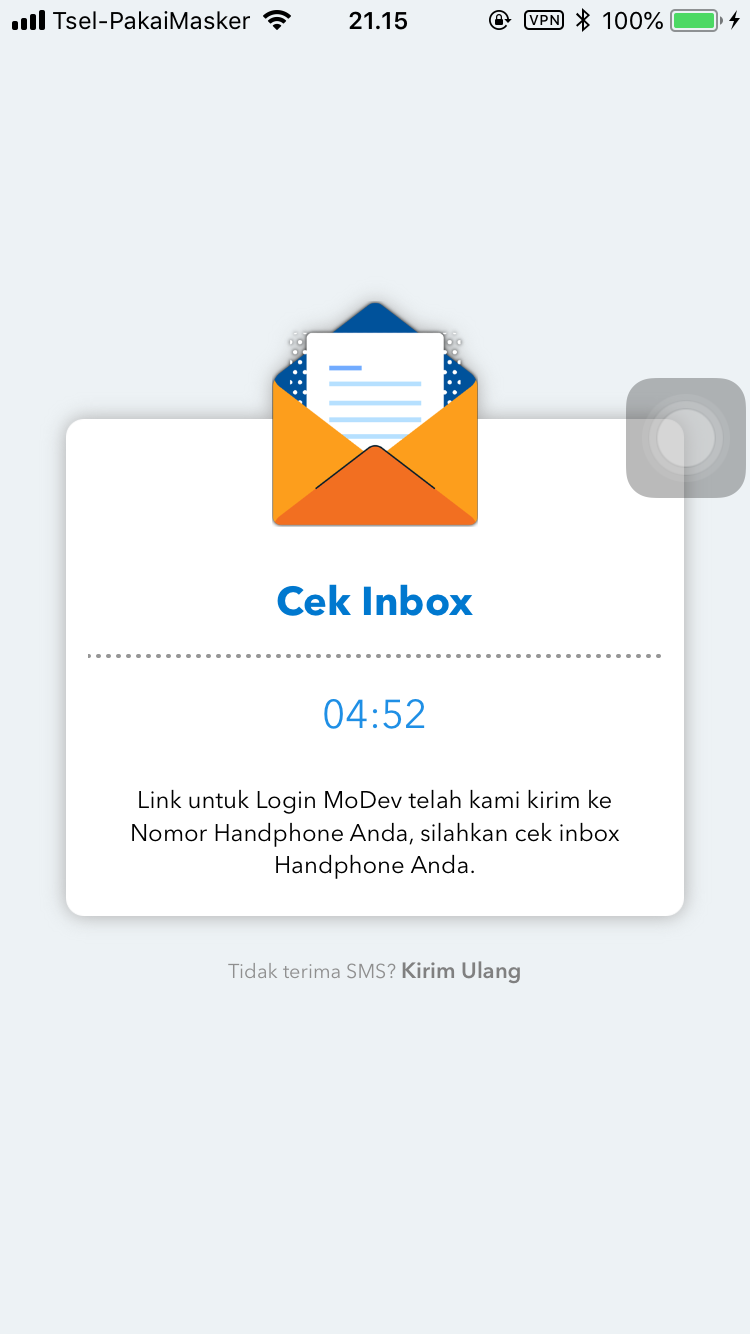 Tsel-PakaiMasker 21.15 VPN 100%
Cek Inbox
04:52
Link untuk Login MoDev telah kami kirim ke
Nomor Handphone Anda, silahkan cek inbox
Handphone Anda.
Tidak terima SMS? Kirim Ulang